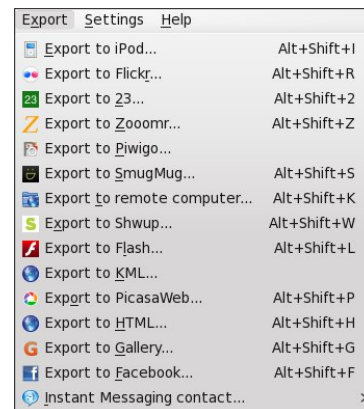 Export Settings Help
Export to iPod... Alt+Shift+I
Export to Flickr... Alt+Shift+R
23 Export to 23... Alt+Shift+2
Z Export to Zooomr... Alt+Shift+Z
Export to Piwigo...
Export to SmugMug... Alt+Shift+S
Export to remote computer... Alt+Shift+K
S Export to Shwup... Alt+Shift+W
Export to Flash... Alt+Shift+L
Export to KML...
Export to PicasaWeb... Alt+Shift+P
Export to HTML... Alt+Shift+H
G Export to Gallery... Alt+Shift+G
f Export to Facebook... Alt+Shift+F
Instant Messaging contact...